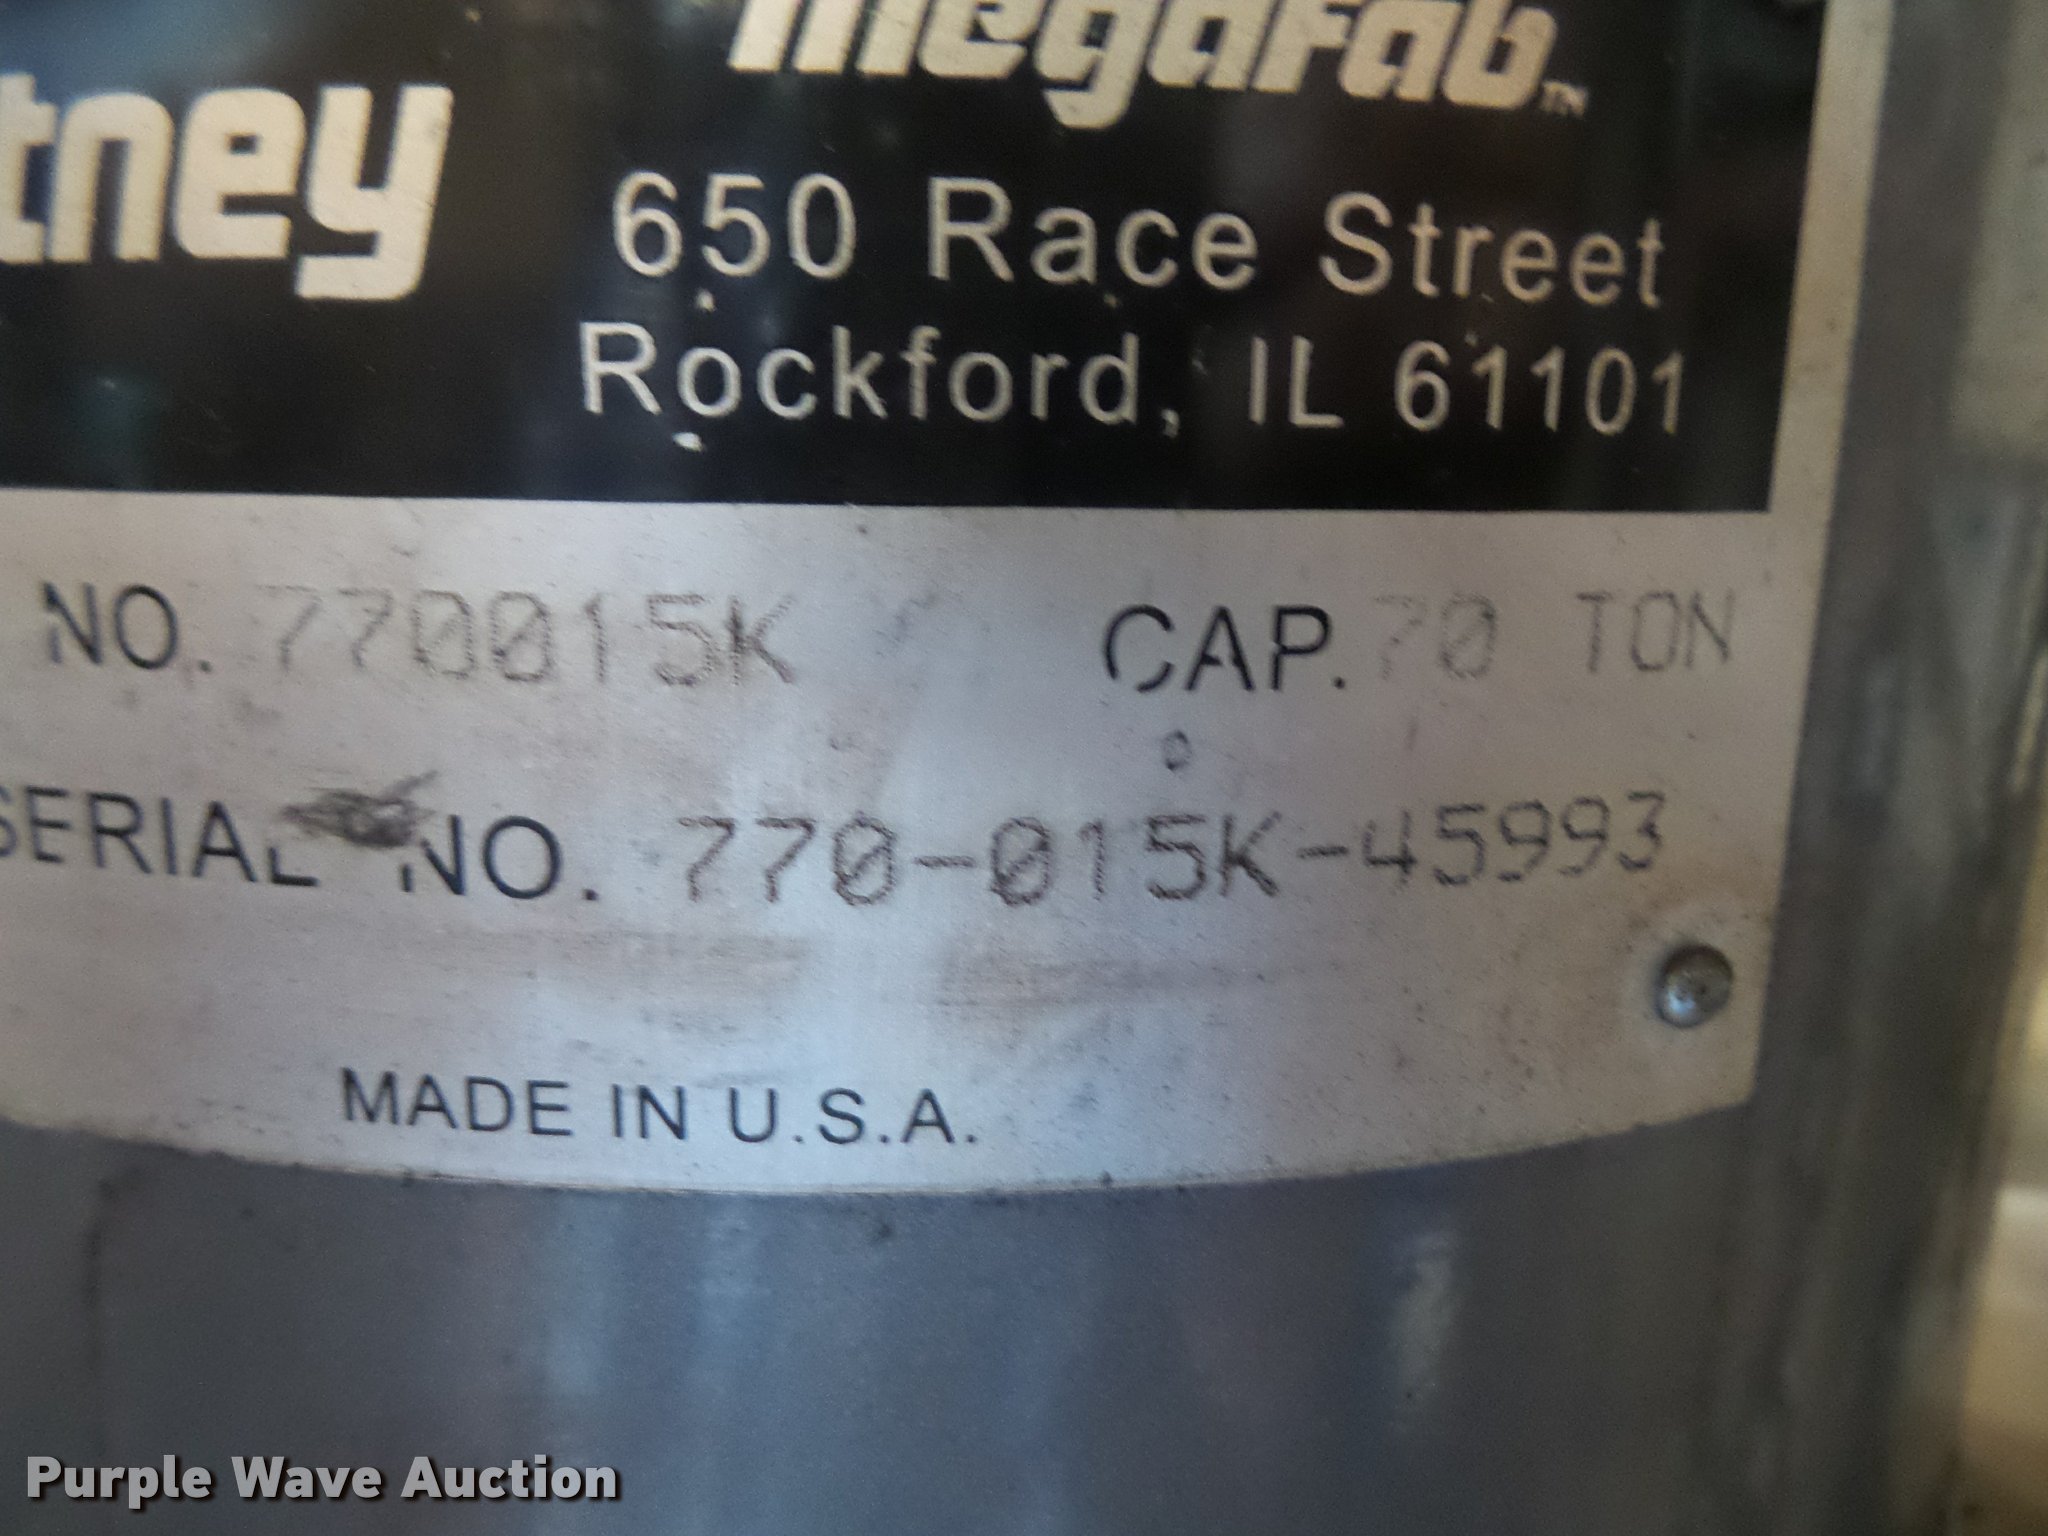 megafab™
tney
650 Race Street
Rockford, IL 61101
NO. 770015K CAP. 70 TON
SERIAL NO. 770-015K-45993
MADE IN U.S.A.
Purple Wave Auction